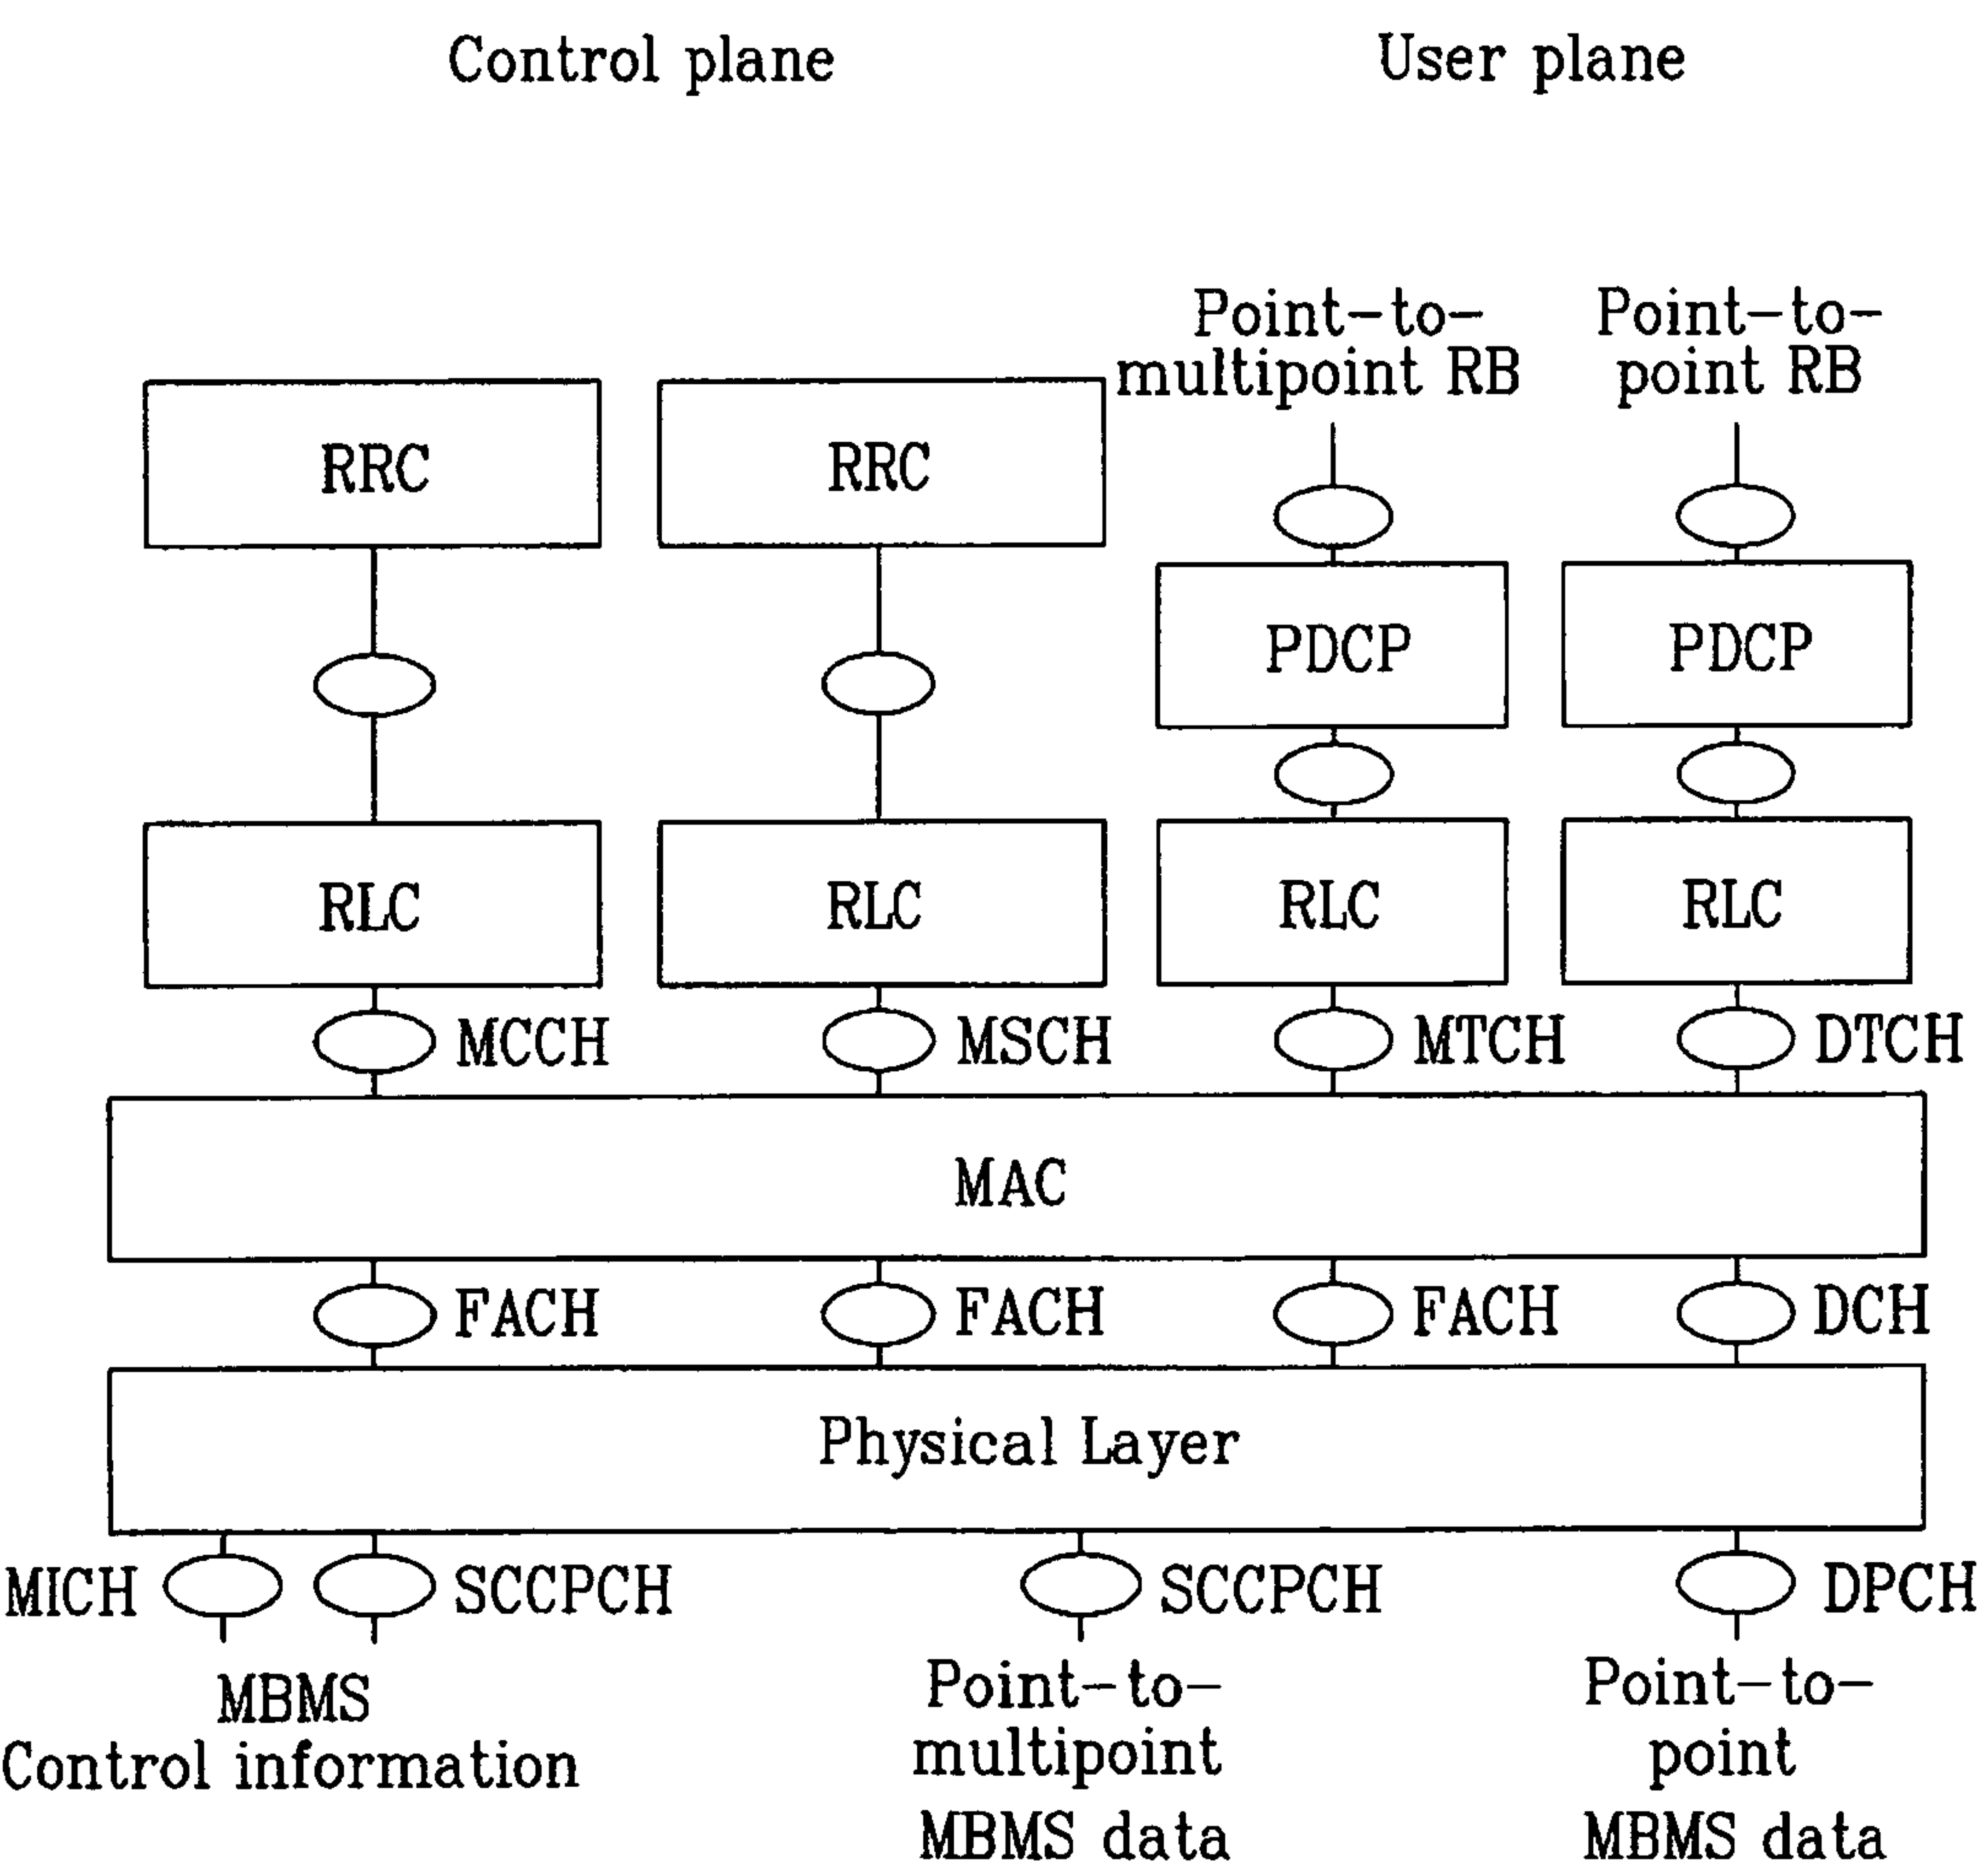 Control plane
User plane
Point-to-
multipoint RB
Point-to-
point RB
RRC
RRC
PDCP
PDCP
RLC
RLC
RLC
RLC
MCCH
MSCH
MTCH
DTCH
MAC
FACH
FACH
FACH
DCH
Physical Layer
MICH
SCCPCH
SCCPCH
DPCH
MBMS
Control information
Point-to-
multipoint
MBMS data
Point-to-
point
MBMS data